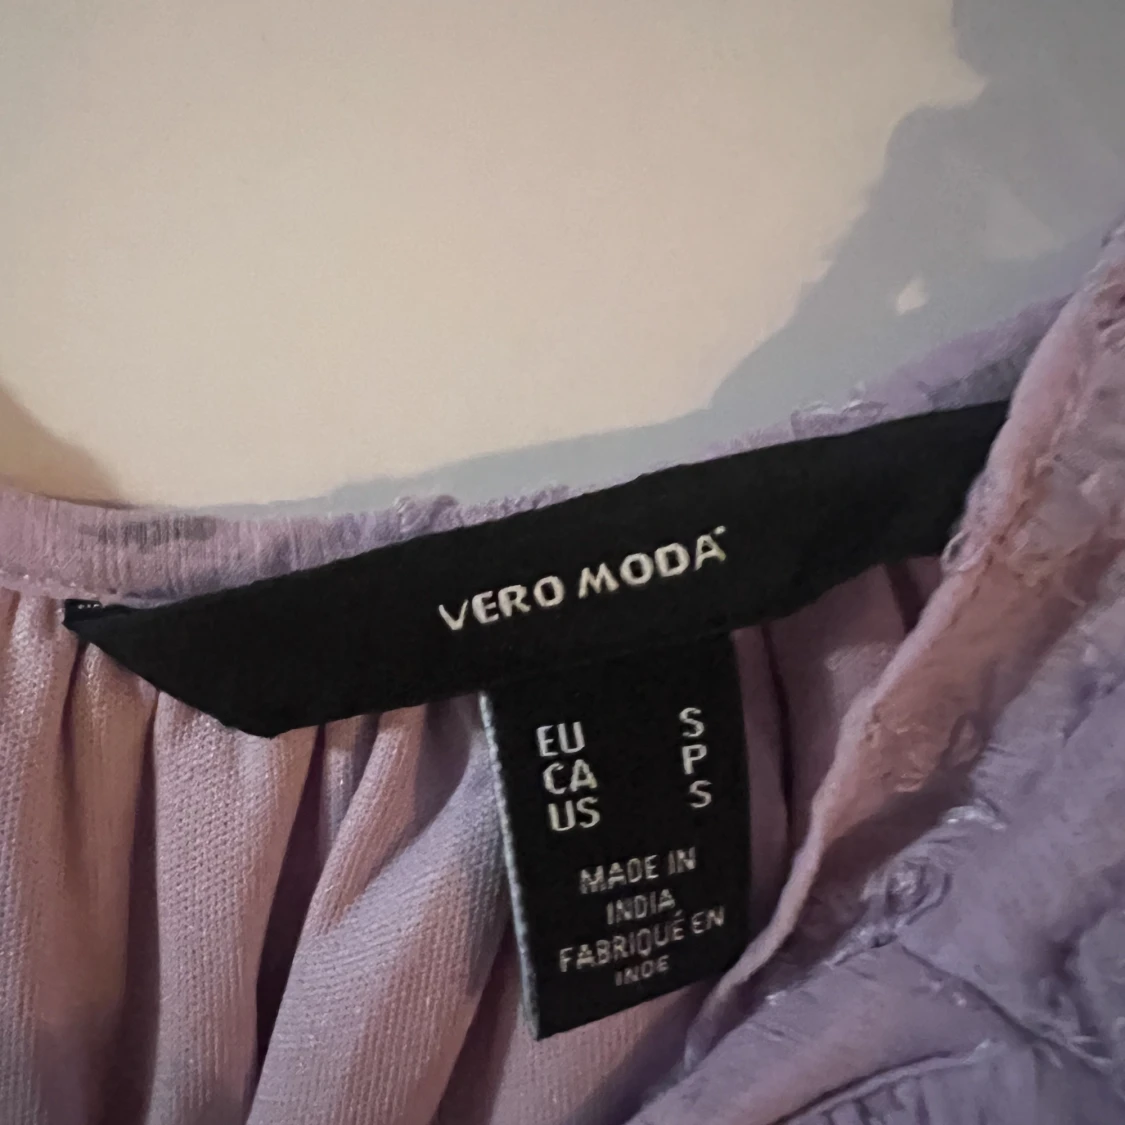 VERO MODA
EU S
CA P
US S
MADE IN
INDIA
FABRIQUÉ EN
INDE